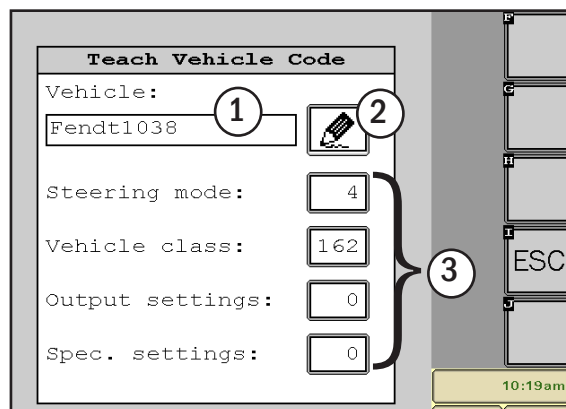 Teach Vehicle Code
Vehicle:
1
2
Fendt1038
Steering mode: 4
Vehicle class: 162
3
Output settings: 0
Spec. settings: 0
F
G
H
I
ESC
J
10:19am